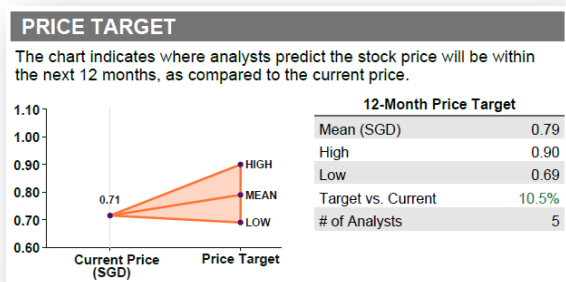 PRICE TARGET
The chart indicates where analysts predict the stock price will be within
the next 12 months, as compared to the current price.
1.10
1.00
0.90
0.80
0.70
0.60
0.71
HIGH
MEAN
LOW
Current Price
(SGD)
Price Target
12-Month Price Target
Mean (SGD) 0.79
High 0.90
Low 0.69
Target vs. Current 10.5%
# of Analysts 5